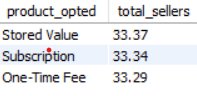 product_opted total_sellers
Stored Value 33.37
Subscription 33.34
One-Time Fee 33.29